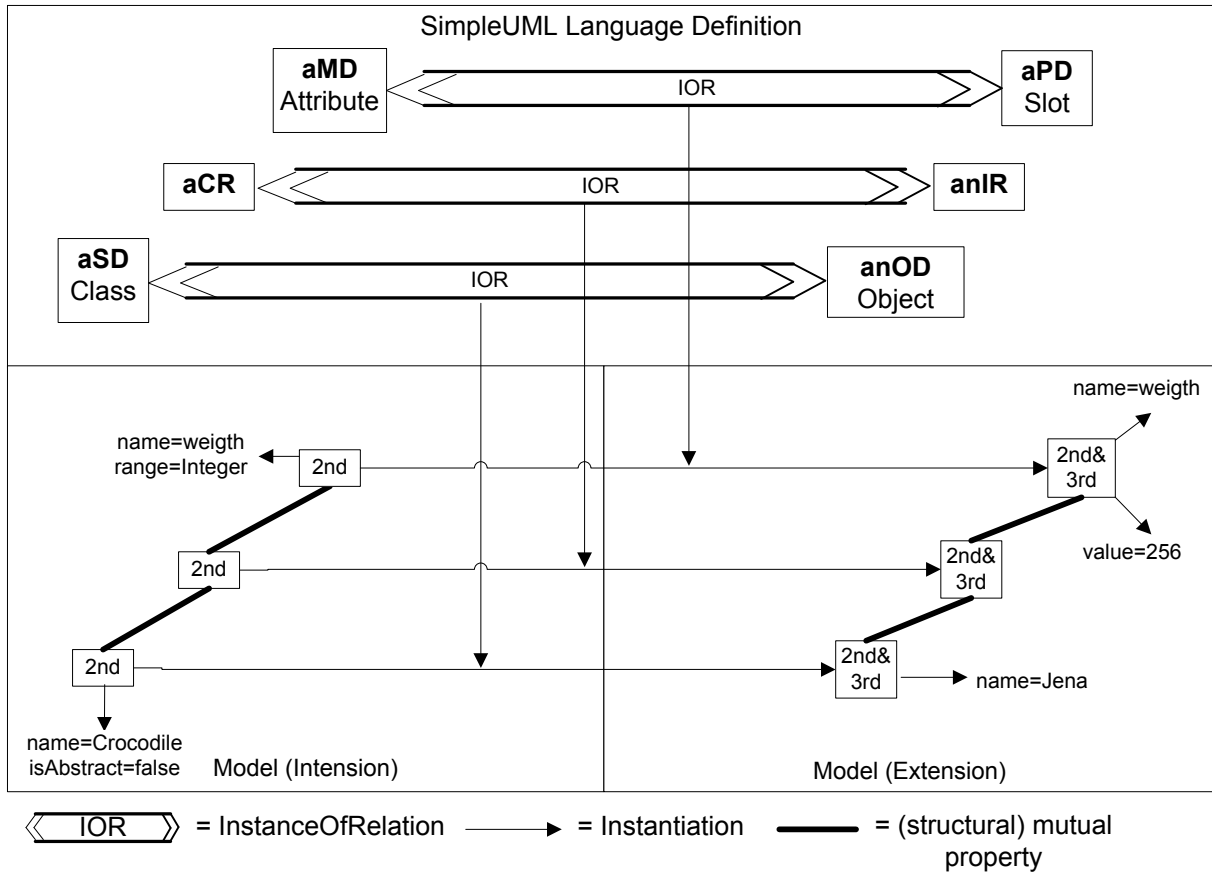 SimpleUML Language Definition
aMD
Attribute
IOR
aPD
Slot
aCR
IOR
anIR
aSD
Class
IOR
anOD
Object
name=weigth
range=Integer
2nd
2nd
2nd
name=Crocodile
isAbstract=false
Model (Intension)
name=weigth
2nd&
3rd
value=256
2nd&
3rd
2nd&
3rd
name=Jena
Model (Extension)
IOR
= InstanceOfRelation
= Instantiation
= (structural) mutual
property